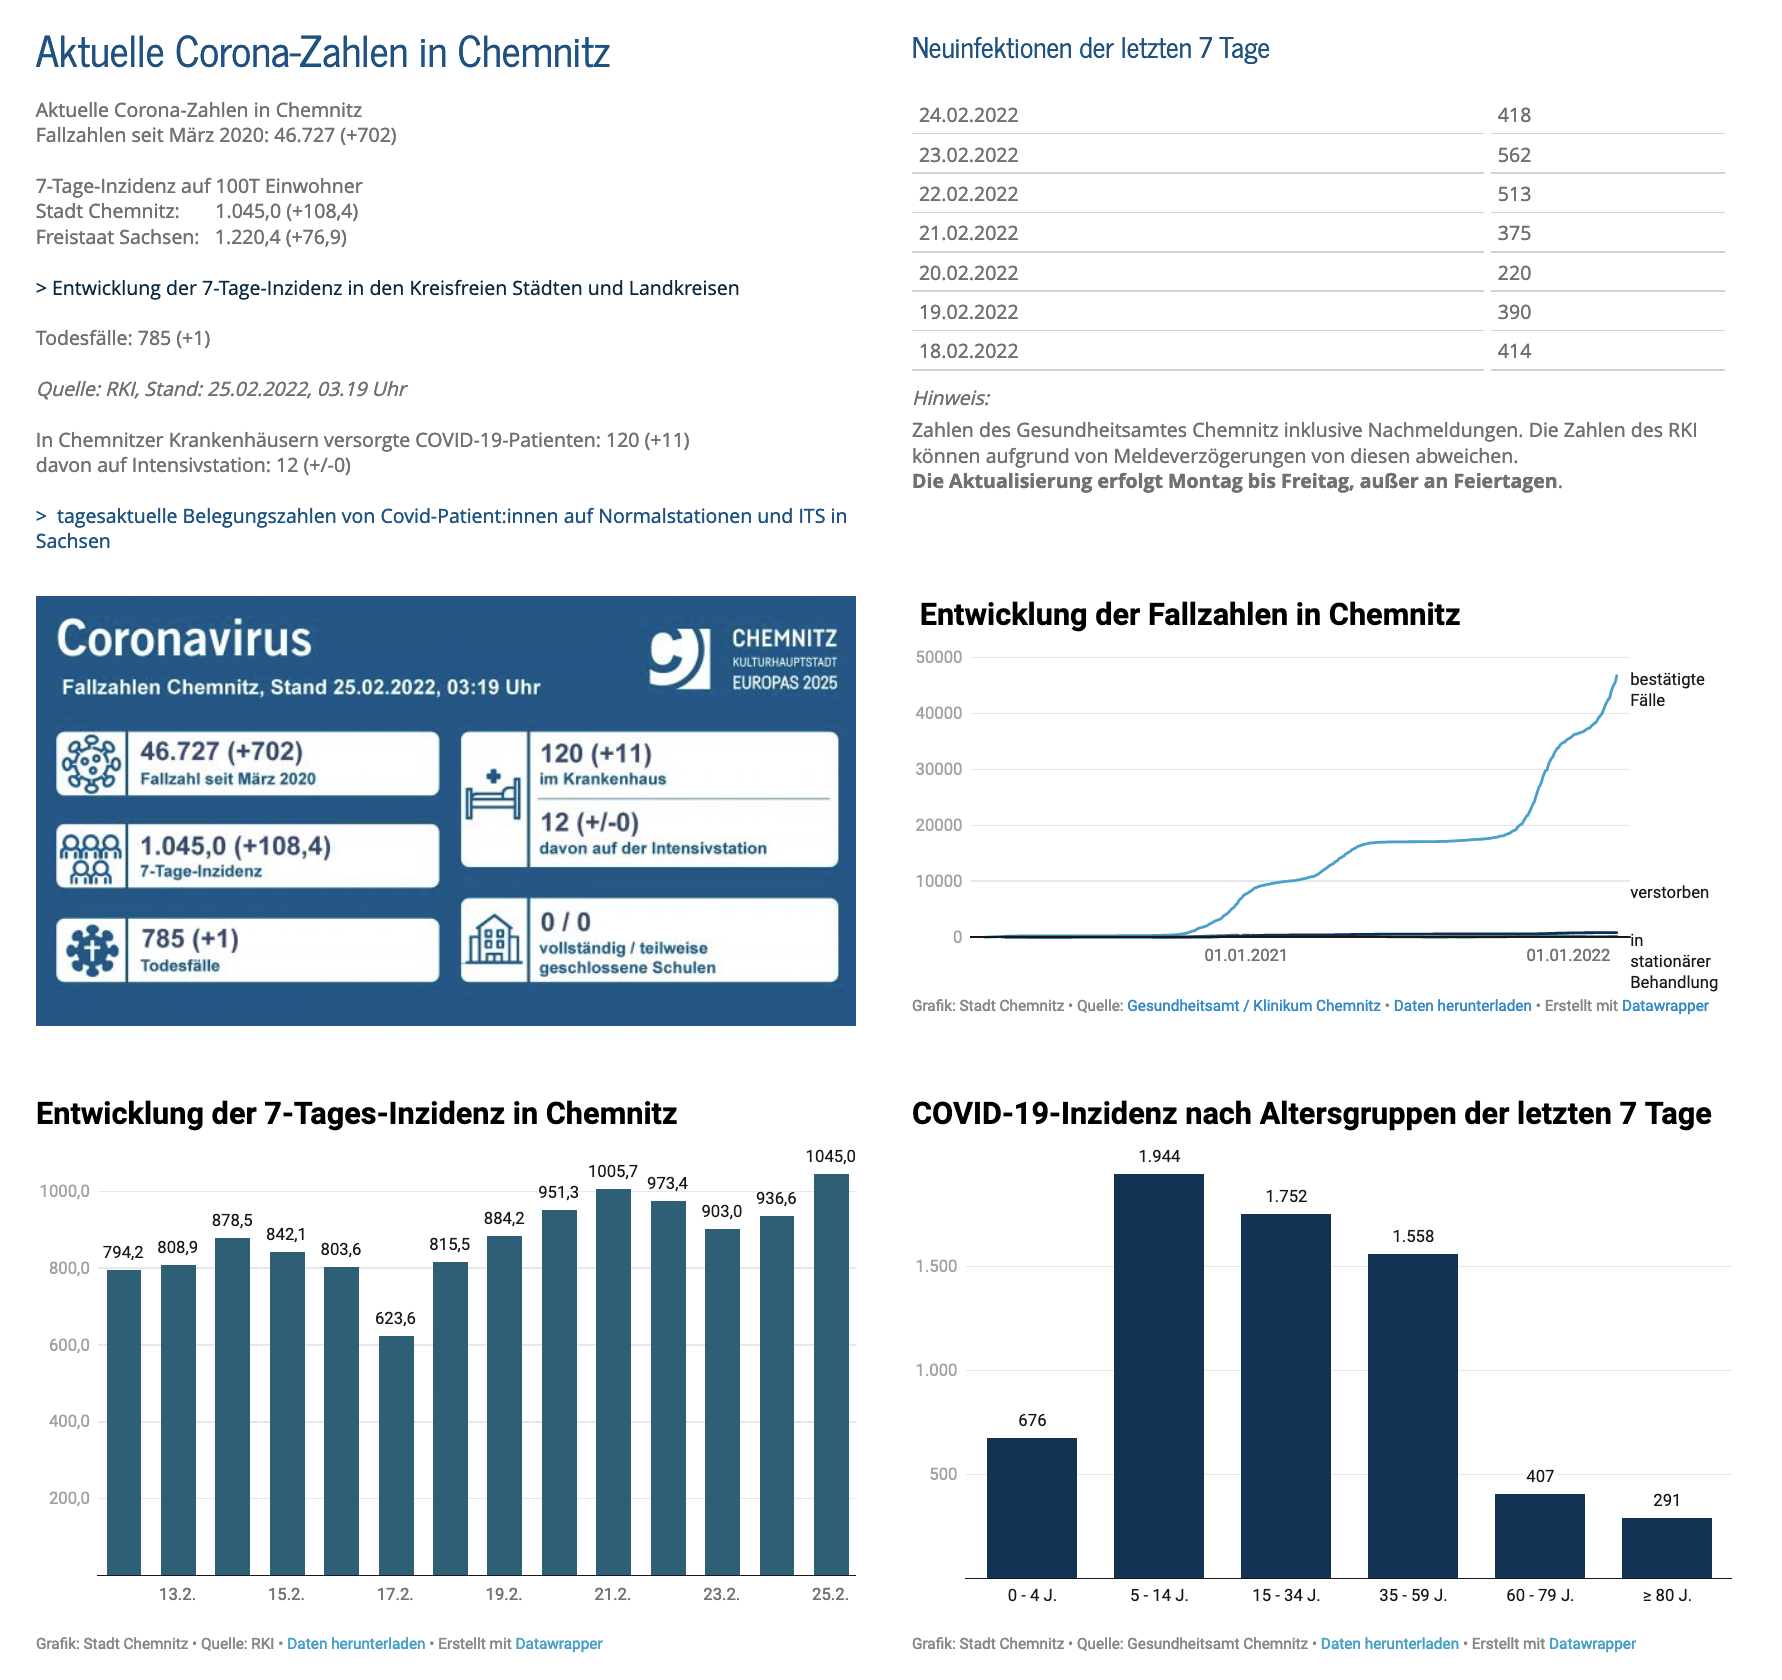 Aktuelle Corona-Zahlen in Chemnitz
Aktuelle Corona-Zahlen in Chemnitz
Fallzahlen seit März 2020: 46.727 (+702)
7-Tage-Inzidenz auf 100T Einwohner
Stadt Chemnitz: 1.045,0 (+108,4)
Freistaat Sachsen: 1.220,4 (+76,9)
> Entwicklung der 7-Tage-Inzidenz in den Kreisfreien Städten und Landkreisen
Todesfälle: 785 (+1)
Quelle: RKI, Stand: 25.02.2022, 03.19 Uhr
In Chemnitzer Krankenhäusern versorgte COVID-19-Patienten: 120 (+11)
davon auf Intensivstation: 12 (+/-0)
> tagesaktuelle Belegungszahlen von Covid-Patient:innen auf Normalstationen und ITS in
Sachsen
Neuinfektionen der letzten 7 Tage
24.02.2022 418
23.02.2022 562
22.02.2022 513
21.02.2022 375
20.02.2022 220
19.02.2022 390
18.02.2022 414
Hinweis:
Zahlen des Gesundheitsamtes Chemnitz inklusive Nachmeldungen. Die Zahlen des RKI
können aufgrund von Meldeverzögerungen von diesen abweichen.
Die Aktualisierung erfolgt Montag bis Freitag, außer an Feiertagen.
Coronavirus
Fallzahlen Chemnitz, Stand 25.02.2022, 03:19 Uhr
CHEMNITZ
KULTURHAUPTSTADT
EUROPAS 2025
46.727 (+702)
Fallzahl seit März 2020
1.045,0 (+108,4)
7-Tage-Inzidenz
785 (+1)
Todesfälle
120 (+11)
im Krankenhaus
12 (+/-0)
davon auf der Intensivstation
0 / 0
vollständig / teilweise
geschlossene Schulen
Entwicklung der Fallzahlen in Chemnitz
50000
40000
30000
20000
10000
0
bestätigte
Fälle
verstorben
in
stationärer
Behandlung
01.01.2021 01.01.2022
Grafik: Stadt Chemnitz • Quelle: Gesundheitsamt / Klinikum Chemnitz • Daten herunterladen • Erstellt mit Datawrapper
Entwicklung der 7-Tages-Inzidenz in Chemnitz
1000,0
800,0
600,0
400,0
200,0
794,2 808,9 878,5 842,1 803,6 623,6 815,5 884,2 951,3 1005,7 973,4 903,0 936,6 1045,0
13.2. 15.2. 17.2. 19.2. 21.2. 23.2. 25.2.
Grafik: Stadt Chemnitz • Quelle: RKI • Daten herunterladen • Erstellt mit Datawrapper
COVID-19-Inzidenz nach Altersgruppen der letzten 7 Tage
1.500
1.000
500
676 1.944 1.752 1.558 407 291
0 - 4 J. 5 - 14 J. 15 - 34 J. 35 - 59 J. 60 - 79 J. ≥ 80 J.
Grafik: Stadt Chemnitz • Quelle: Gesundheitsamt Chemnitz • Daten herunterladen • Erstellt mit Datawrapper